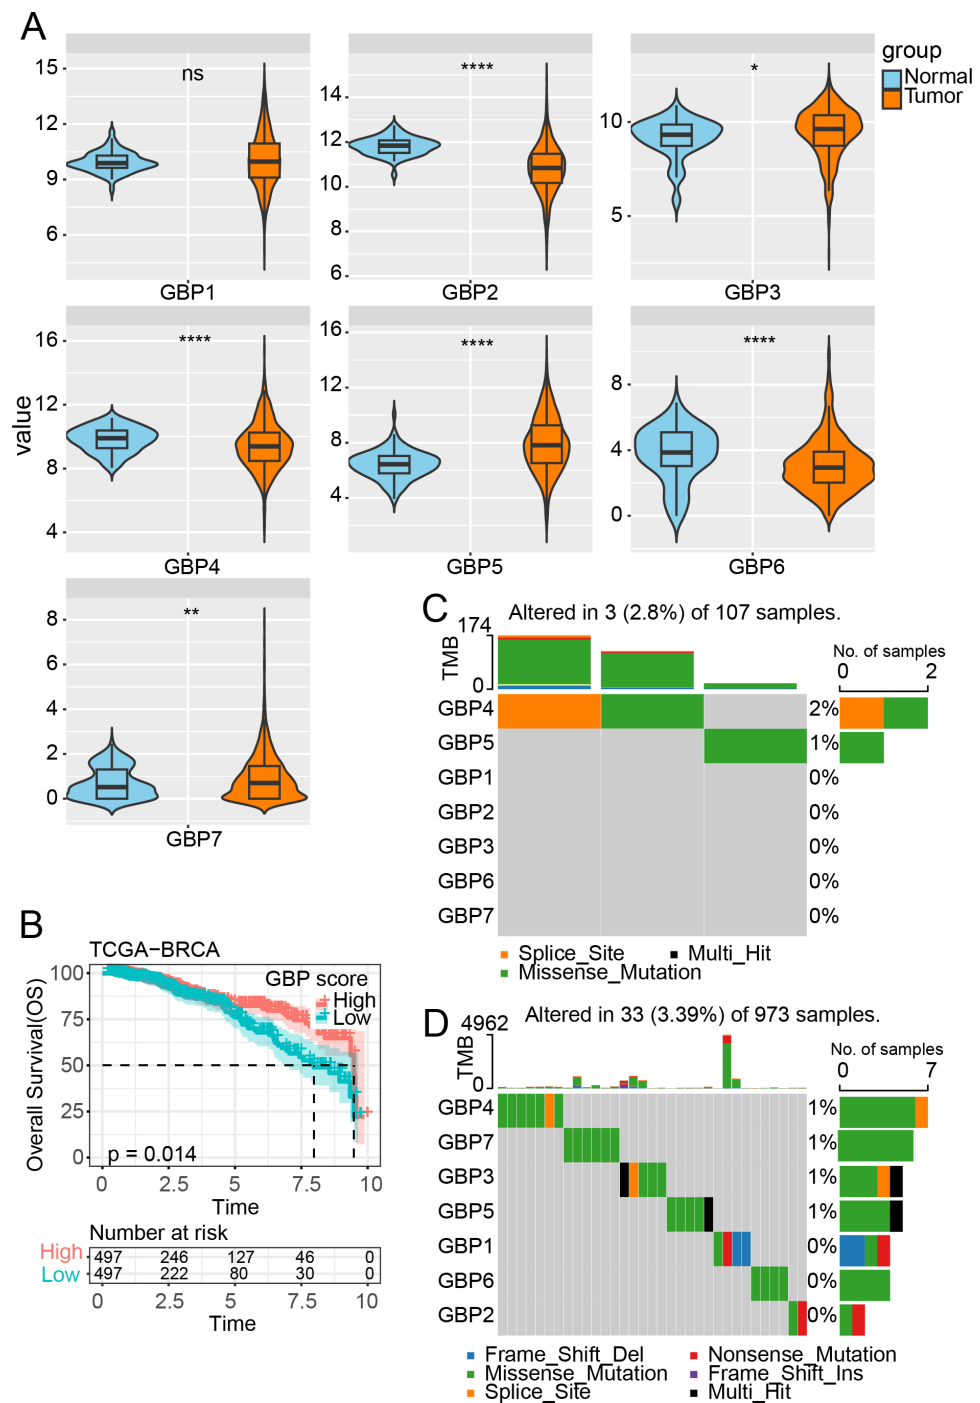 A
ns
15
12
9
6
GBP1
****
14
12
10
8
6
GBP2
*
10
5
GBP3
group
Normal
Tumor
value
****
16
12
8
4
GBP4
****
16
12
8
4
GBP5
****
8
4
0
GBP6
**
8
6
4
2
0
GBP7
B
TCGA−BRCA
Overall Survival(OS)
100
75
50
25
0
GBP score
High
Low
p = 0.014
0 2.5 5 7.5 10
Time
Number at risk
High 497 246 127 46 0
Low 497 222 80 30 0
0 2.5 5 7.5 10
Time
C
Altered in 3 (2.8%) of 107 samples.
174
TMB
0
No. of samples
0 2
GBP4 2%
GBP5 1%
GBP1 0%
GBP2 0%
GBP3 0%
GBP6 0%
GBP7 0%
Splice_Site Multi_Hit
Missense_Mutation
D
Altered in 33 (3.39%) of 973 samples.
4962
TMB
0
No. of samples
0 7
GBP4 1%
GBP7 1%
GBP3 1%
GBP5 1%
GBP1 0%
GBP6 0%
GBP2 0%
Frame_Shift_Del Nonsense_Mutation
Missense_Mutation Frame_Shift_Ins
Splice_Site Multi_Hit